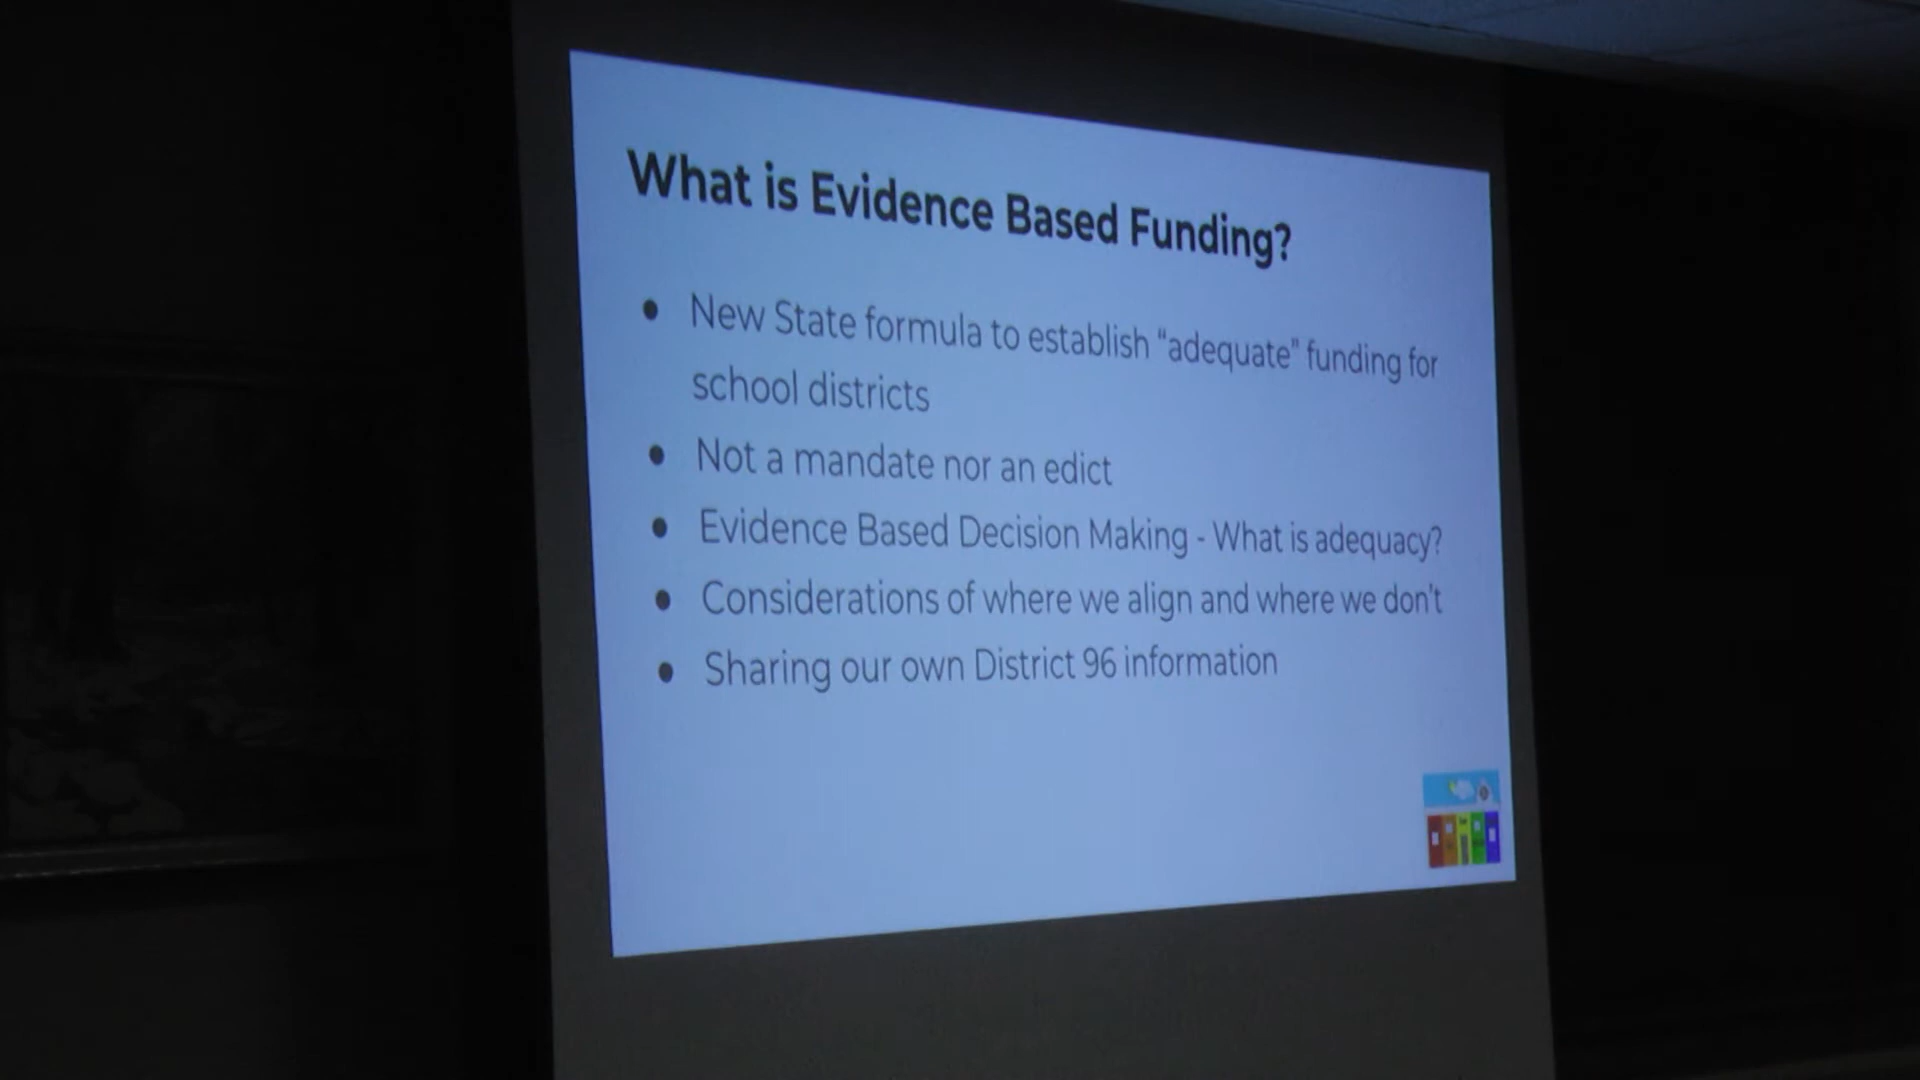 What is Evidence Based Funding?
● New State formula to establish “adequate” funding for
school districts
● Not a mandate nor an edict
● Evidence Based Decision Making - What is adequacy?
● Considerations of where we align and where we don't
● Sharing our own District 96 information